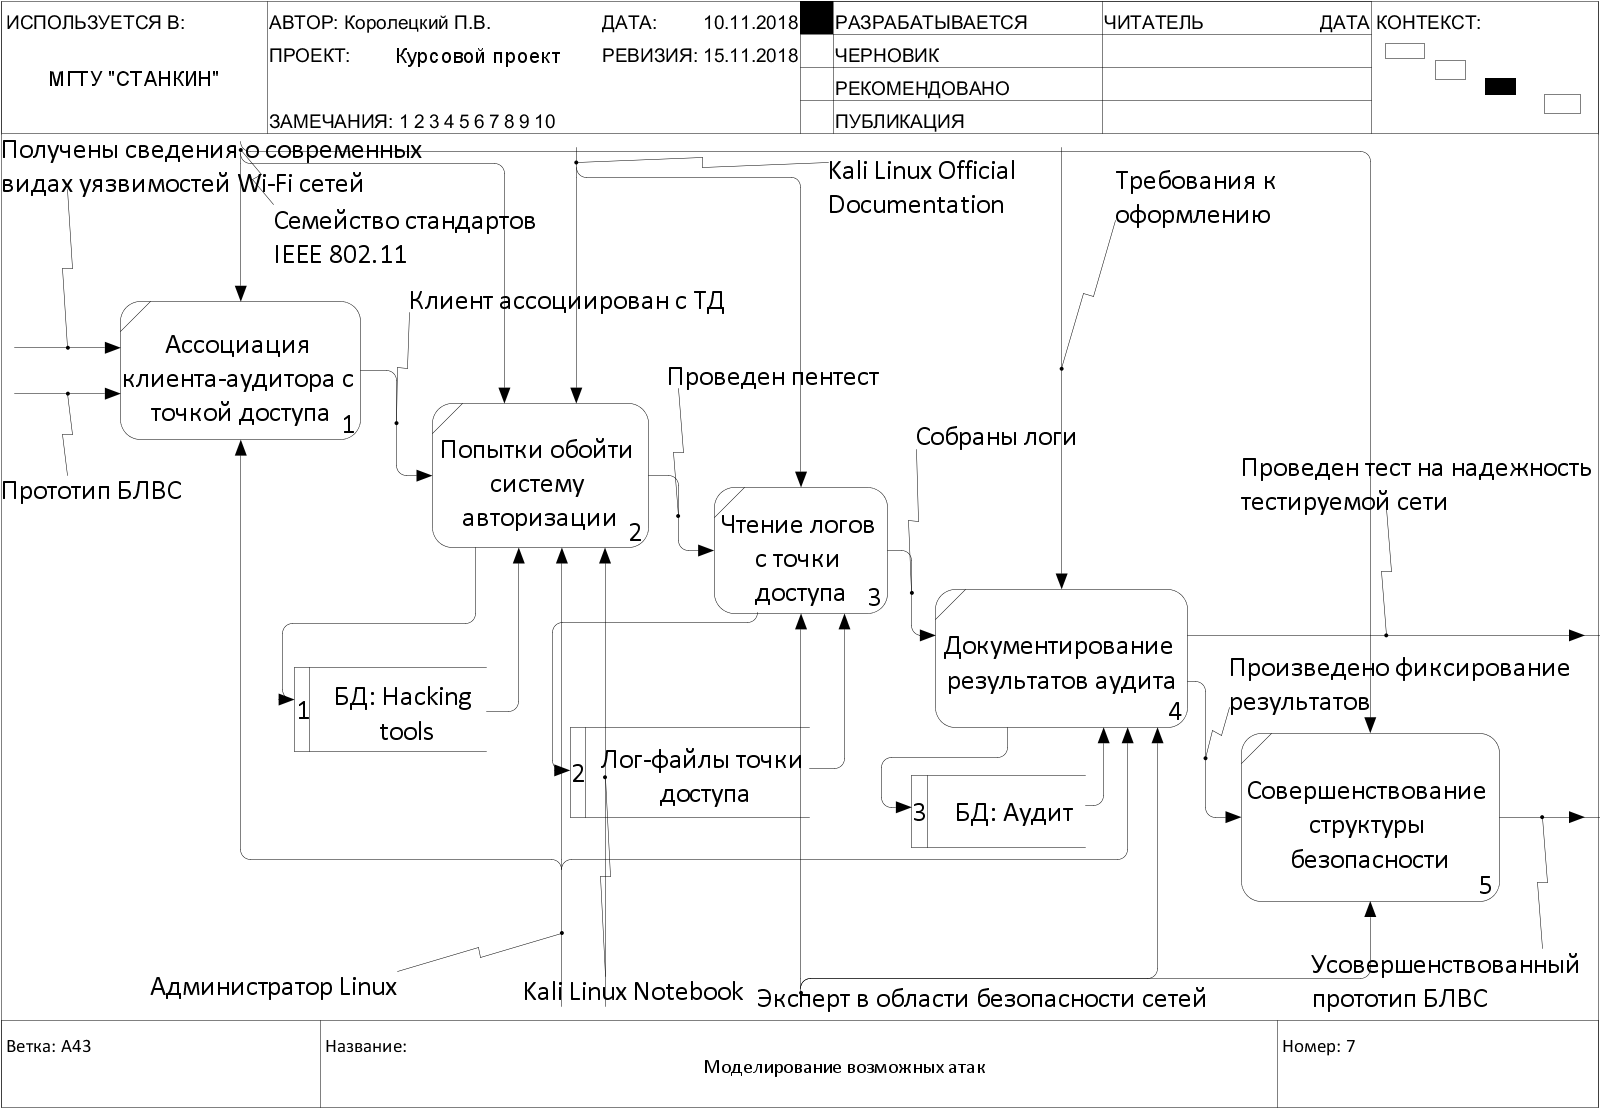 ИСПОЛЬЗУЕТСЯ В:
МГТУ "СТАНКИН"
АВТОР: Королецкий П.В.
ДАТА: 10.11.2018
ПРОЕКТ: Курсовой проект
РЕВИЗИЯ: 15.11.2018
ЗАМЕЧАНИЯ: 1 2 3 4 5 6 7 8 9 10
РАЗРАБАТЫВАЕТСЯ
ЧЕРНОВИК
РЕКОМЕНДОВАНО
ПУБЛИКАЦИЯ
ЧИТАТЕЛЬ
ДАТА
КОНТЕКСТ:
Получены сведения о современных
видах уязвимостей Wi-Fi сетей
Семейство стандартов
IEEE 802.11
Kali Linux Official
Documentation
Требования к
оформлению
Клиент ассоциирован с ТД
Ассоциация
клиента-аудитора с
точкой доступа
1
Прототип БЛВС
Проведен пентест
Попытки обойти
систему
авторизации
2
Собраны логи
Чтение логов
с точки
доступа
3
Проведен тест на надежность
тестируемой сети
Документирование
результатов аудита
4
Произведено фиксирование
результатов
1
БД: Hacking
tools
2
Лог-файлы точки
доступа
3
БД: Аудит
Совершенствование
структуры
безопасности
5
Администратор Linux
Kali Linux Notebook
Эксперт в области безопасности сетей
Усовершенствованный
прототип БЛВС
Ветка: A43
Название:
Моделирование возможных атак
Номер: 7